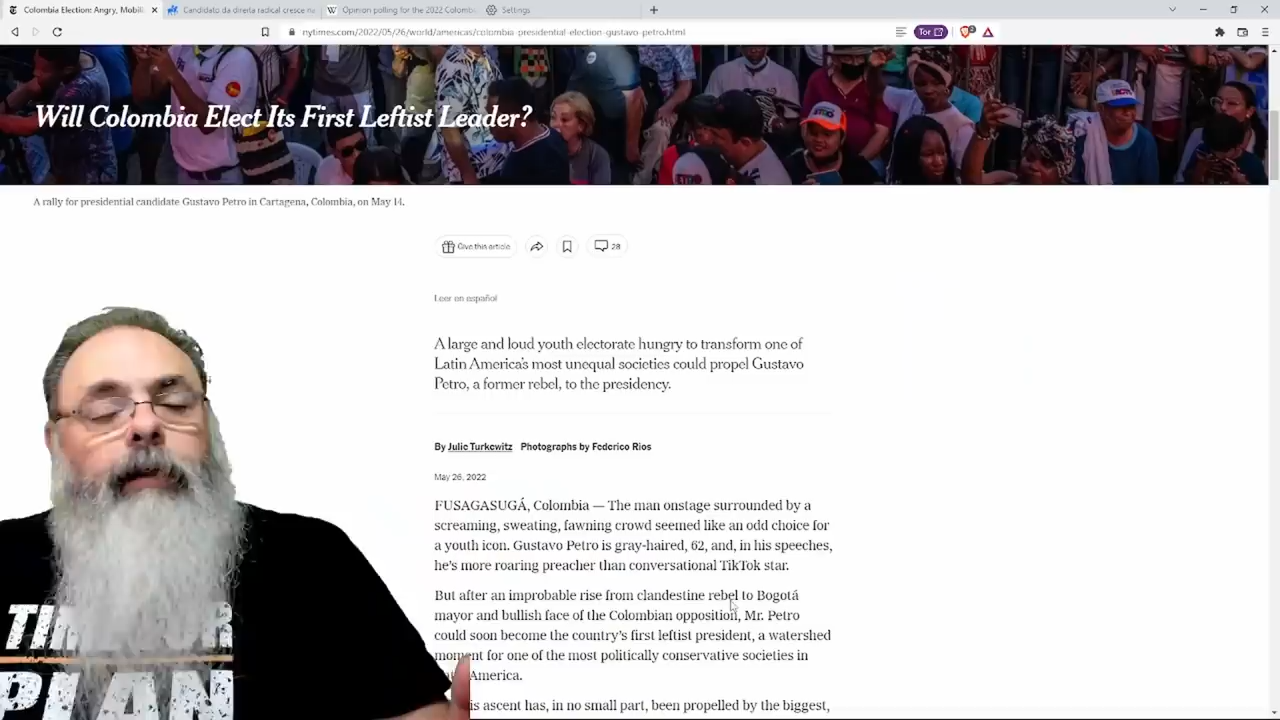 Colombia Election: Angry, Mobili
Candidato da direita radical cresce na
Opinion polling for the 2022 Colomb
Settings
nytimes.com/2022/05/26/world/americas/colombia-presidential-election-gustavo-petro.html
Tor
Will Colombia Elect Its First Leftist Leader?
A rally for presidential candidate Gustavo Petro in Cartagena, Colombia, on May 14.
Give this article
28
Leer en español
A large and loud youth electorate hungry to transform one of
Latin America's most unequal societies could propel Gustavo
Petro, a former rebel, to the presidency.
By Julie Turkewitz Photographs by Federico Rios
May 26, 2022
FUSAGASUGÁ, Colombia — The man onstage surrounded by a
screaming, sweating, fawning crowd seemed like an odd choice for
a youth icon. Gustavo Petro is gray-haired, 62, and, in his speeches,
he's more roaring preacher than conversational TikTok star.
But after an improbable rise from clandestine rebel to Bogotá
mayor and bullish face of the Colombian opposition, Mr. Petro
could soon become the country's first leftist president, a watershed
moment for one of the most politically conservative societies in
America.
is ascent has, in no small part, been propelled by the biggest,
PLAN